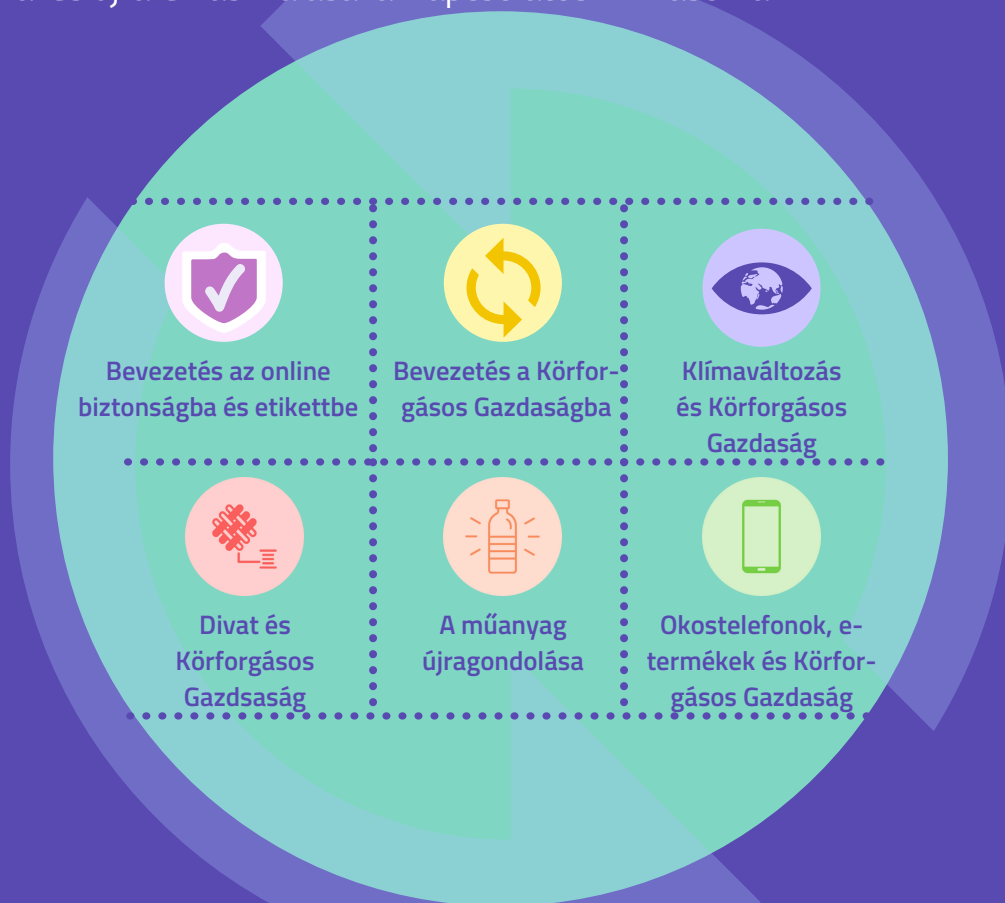 Bevezetés az online
biztonságba és etikettbe
Bevezetés a Körfor-
gásos Gazdaságba
Klímaváltozás
és Körforgásos
Gazdaság
Divat és
Körforgásos
Gazdsaság
A műanyag
újragondolása
Okostelefonok, e-
termékek és Körfor-
gásos Gazdaság